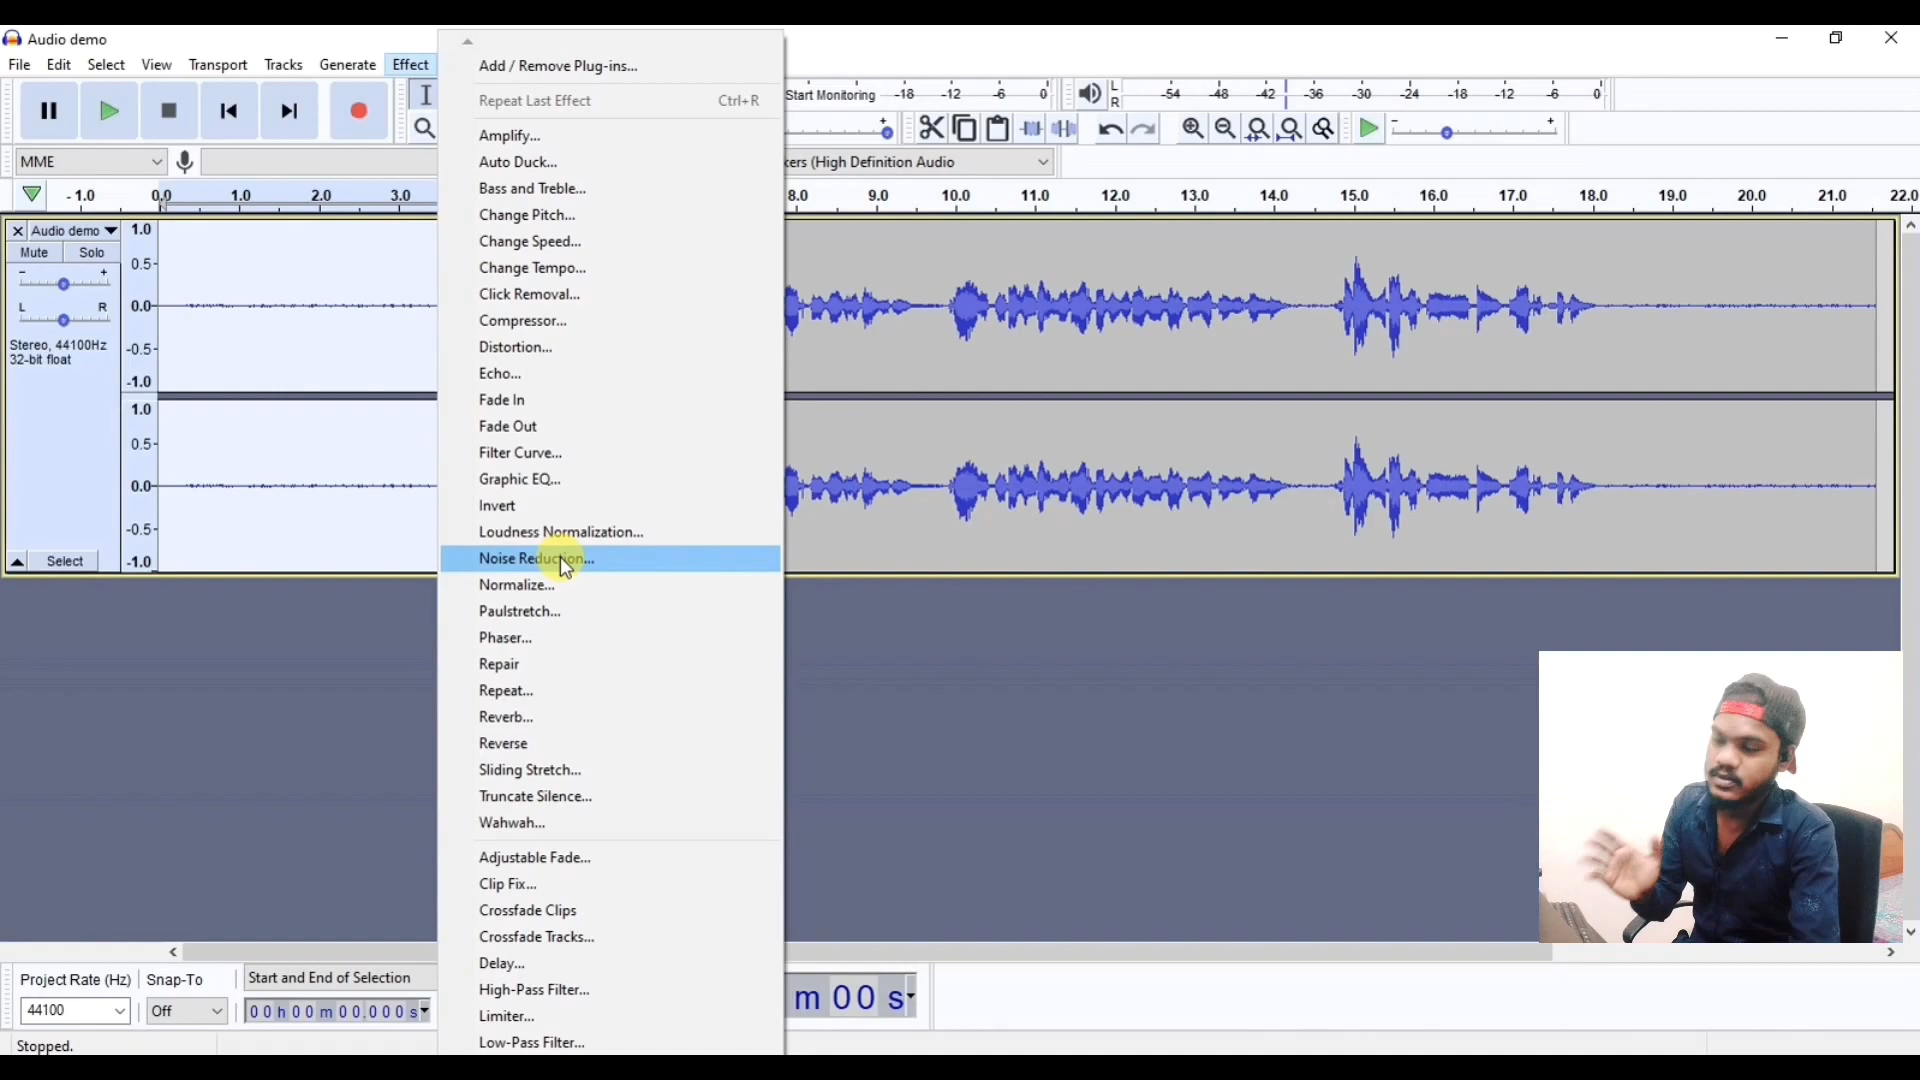 Audio demo
File Edit Select View Transport Tracks Generate Effect
Add / Remove Plug-ins...
Repeat Last Effect Ctrl+R
Amplify...
Auto Duck...
Bass and Treble...
Change Pitch...
Change Speed...
Change Tempo...
Click Removal...
Compressor...
Distortion...
Echo...
Fade In
Fade Out
Filter Curve...
Graphic EQ...
Invert
Loudness Normalization...
Noise Reduction...
Normalize...
Paulstretch...
Phaser...
Repair
Repeat...
Reverb...
Reverse
Sliding Stretch...
Truncate Silence...
Wahwah...
Adjustable Fade...
Clip Fix...
Crossfade Clips
Crossfade Tracks...
Delay...
High-Pass Filter...
Limiter...
Low-Pass Filter...
Start Monitoring -18 -12 -6 0
L
R
-54 -48 -42 -36 -30 -24 -18 -12 -6 0
MME
kers (High Definition Audio
-1.0 0.0 1.0 2.0 3.0 8.0 9.0 10.0 11.0 12.0 13.0 14.0 15.0 16.0 17.0 18.0 19.0 20.0 21.0 22.0
Audio demo
Mute Solo
- +
L R
Stereo, 44100Hz
32-bit float
Select
1.0
0.5-
0.0-
-0.5-
-1.0
1.0
0.5-
0.0-
-0.5-
-1.0
Project Rate (Hz) Snap-To Start and End of Selection
44100 Off 00h00m00.000s
m 00 s
Stopped.